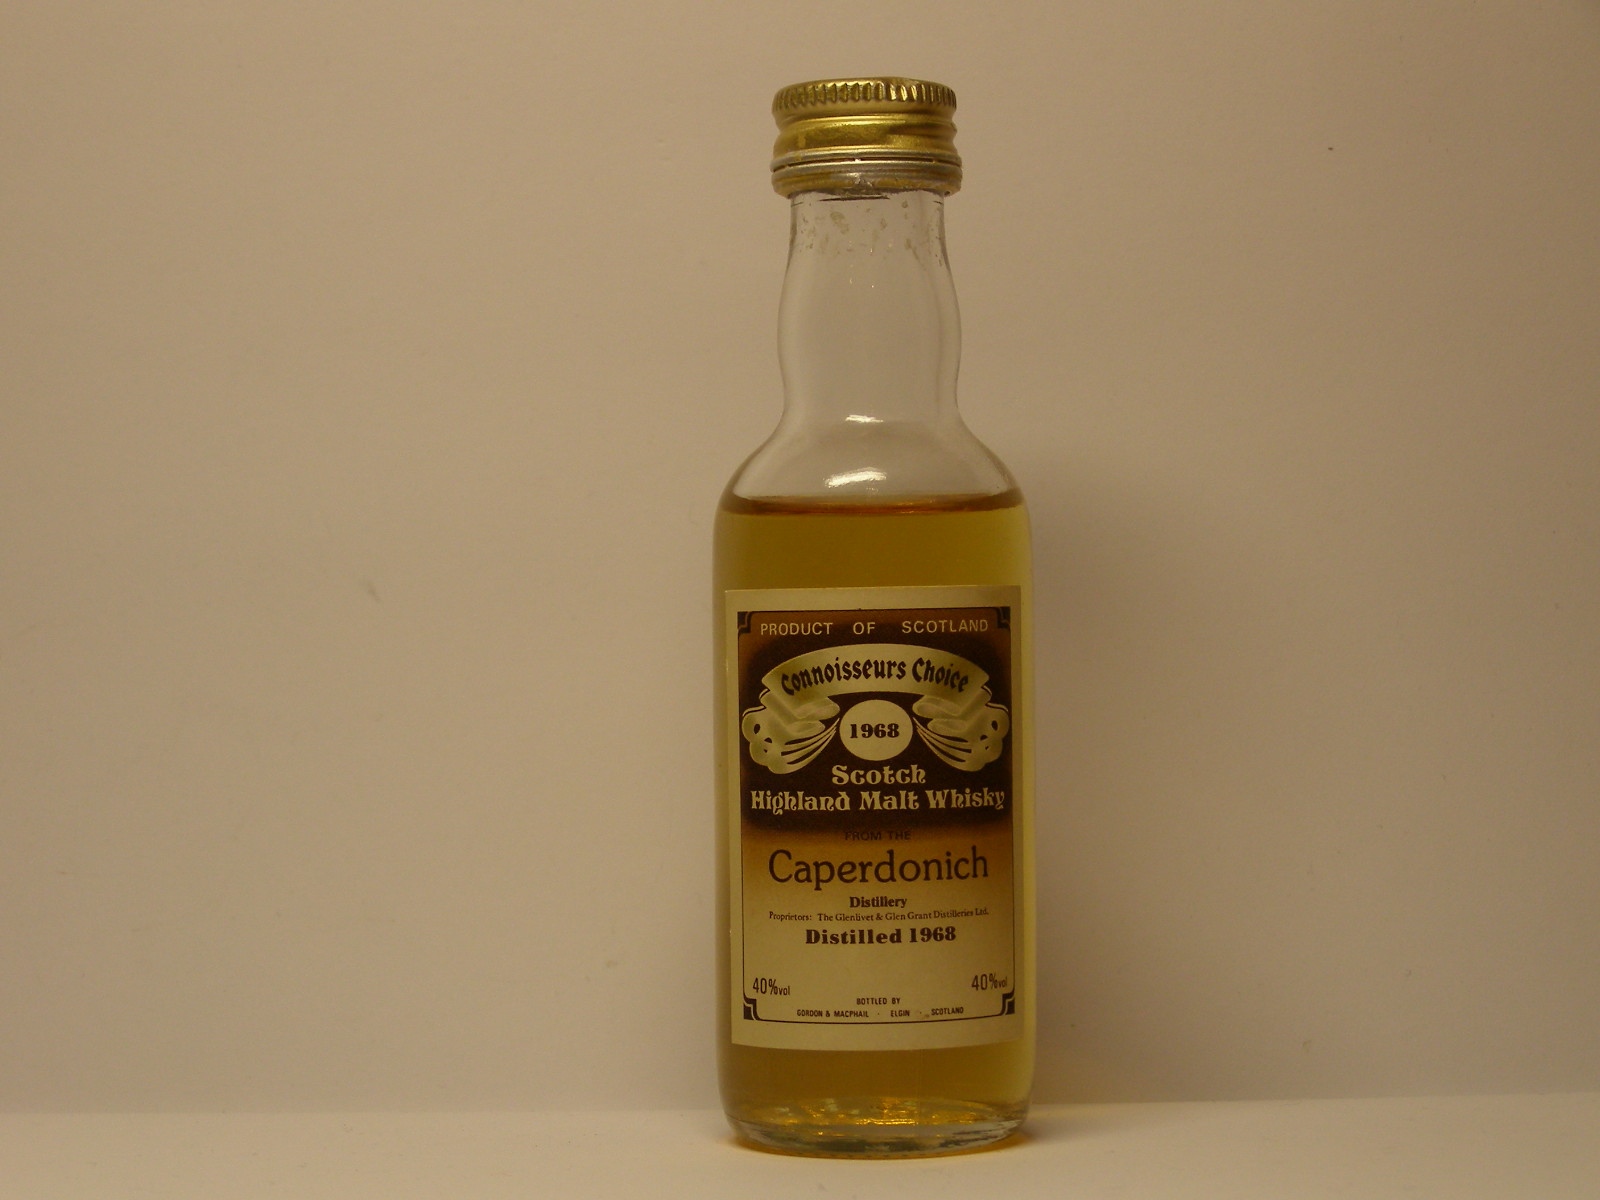 PRODUCT OF SCOTLAND
Connoisseurs Choice
1968
Scotch
Highland Malt Whisky
FROM THE
Caperdonich
Distillery
Proprietors: The Glenlivet & Glen Grant Distilleries Ltd.
Distilled 1968
40%vol 40%vol
BOTTLED BY
GORDON & MACPHAIL · ELGIN · SCOTLAND